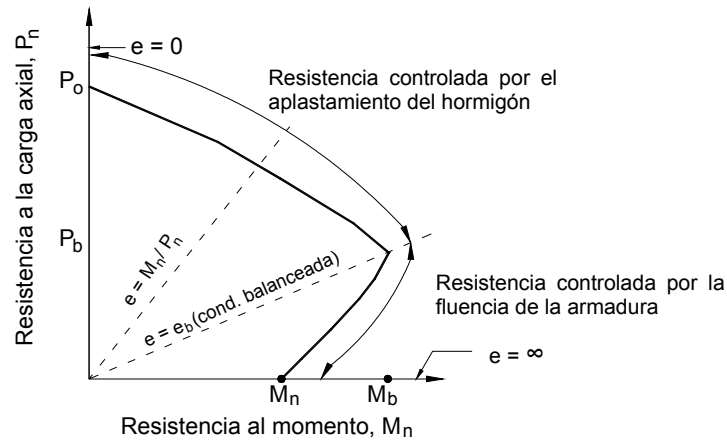 Resistencia a la carga axial, Pn
e = 0
Po
Resistencia controlada por el
aplastamiento del hormigón
Pb
e = Mn/Pn
e = eb (cond. balanceada)
Resistencia controlada por la
fluencia de la armadura
e = ∞
Mn
Mb
Resistencia al momento, Mn